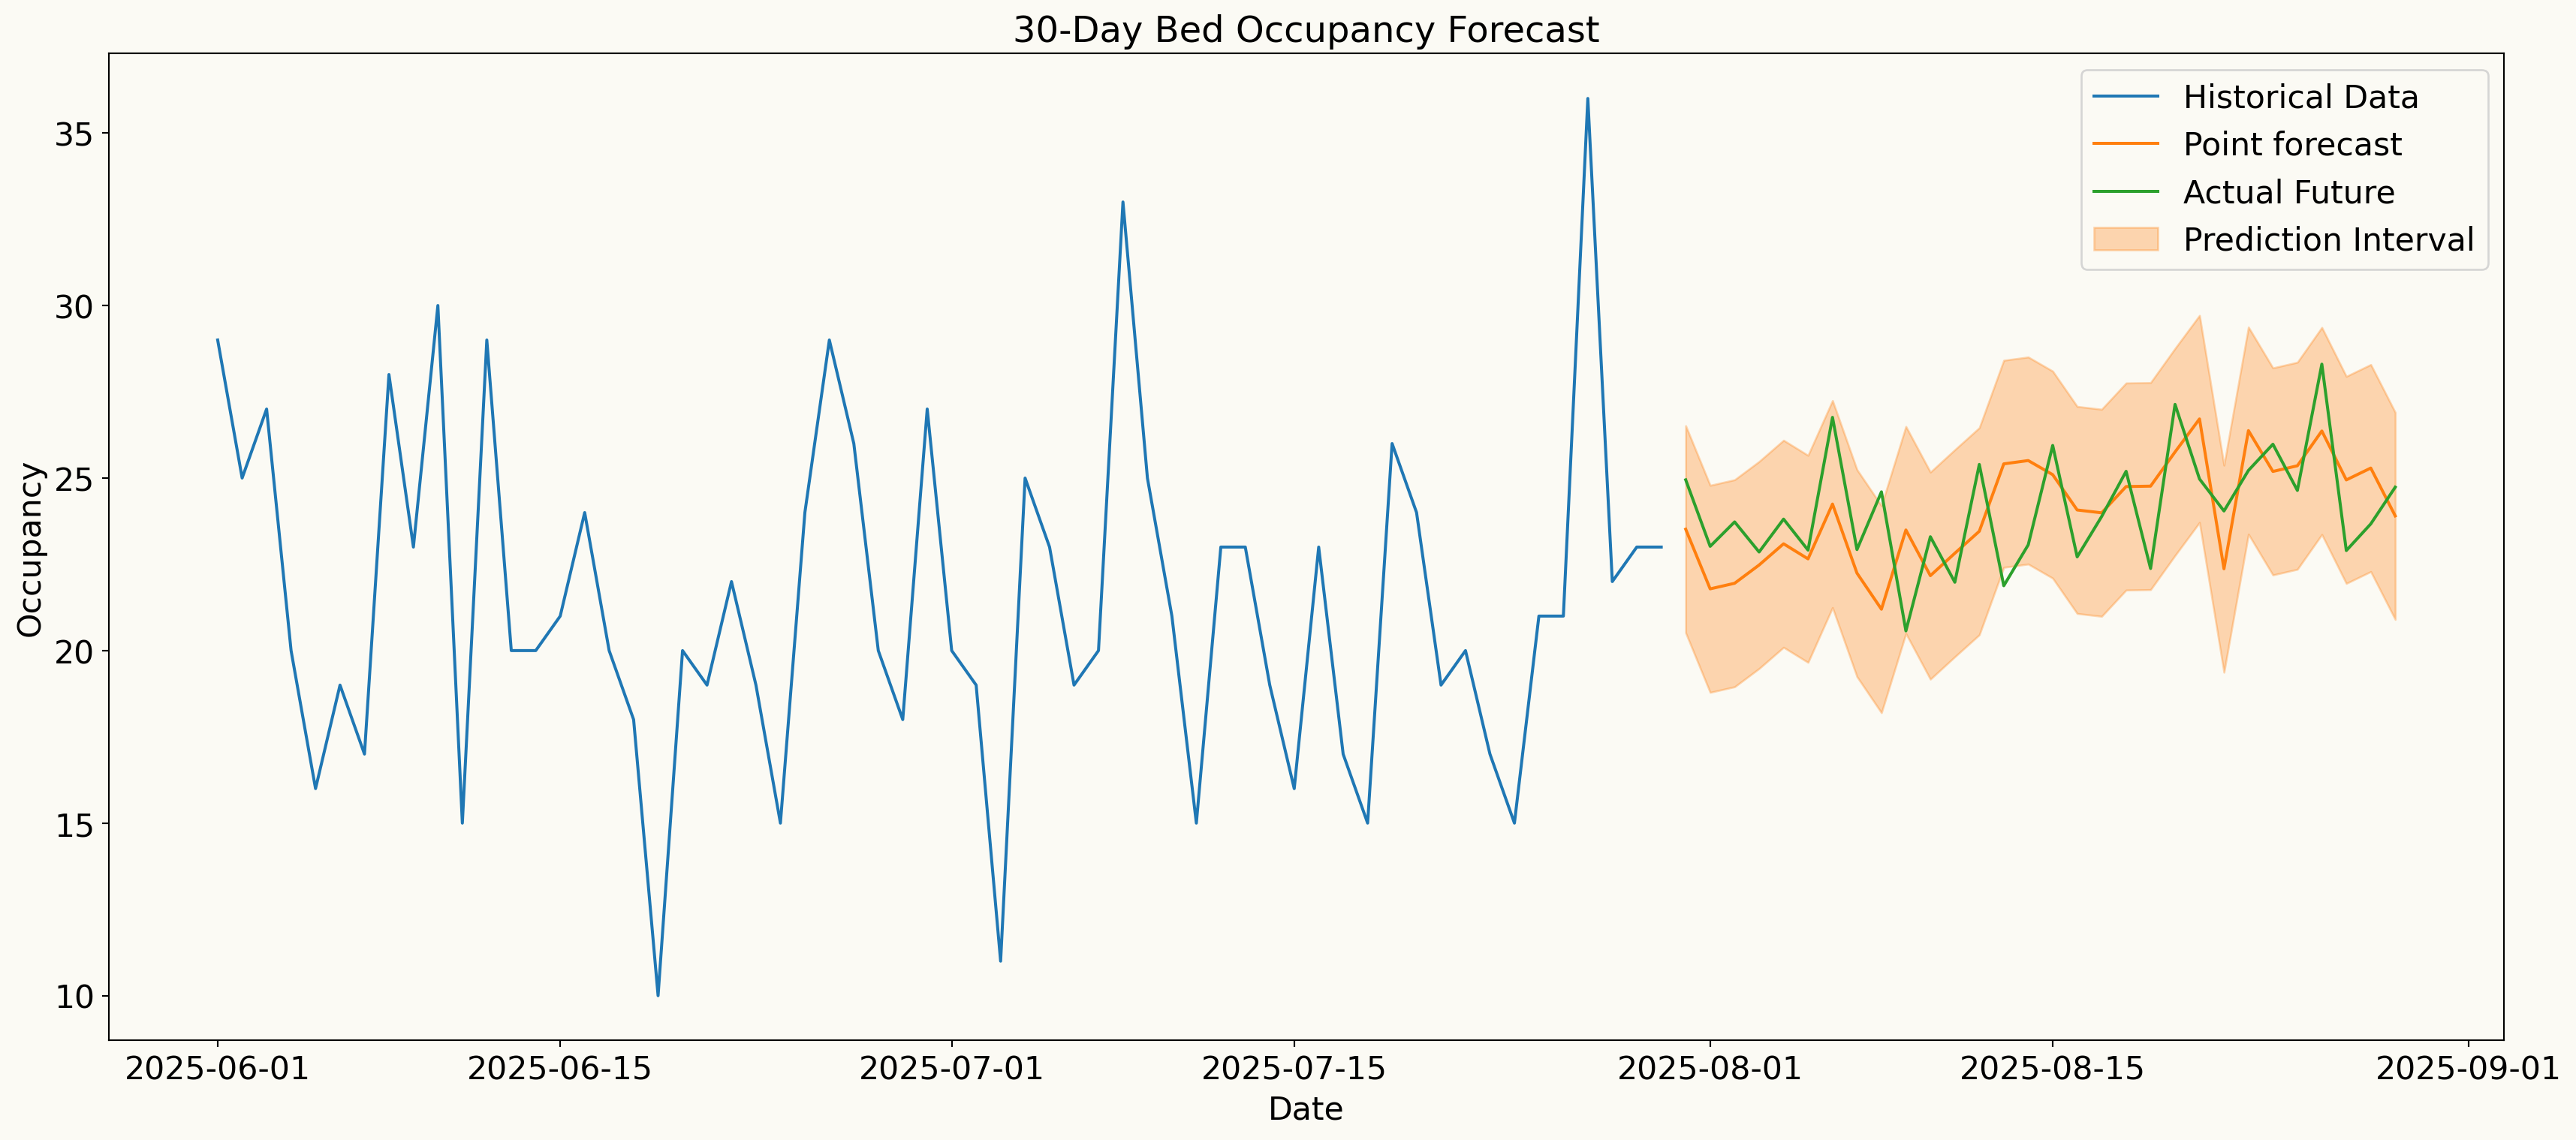 30-Day Bed Occupancy Forecast
Historical Data
Point forecast
Actual Future
Prediction Interval
35
30
25
20
15
10
Occupancy
2025-06-01
2025-06-15
2025-07-01
2025-07-15
2025-08-01
2025-08-15
2025-09-01
Date